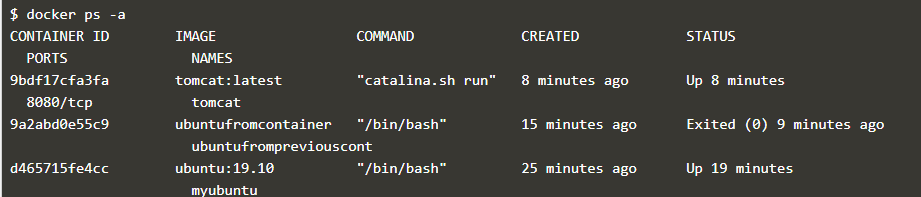 $ docker ps -a
CONTAINER ID        IMAGE                 COMMAND             CREATED             STATUS
  PORTS               NAMES
9bdf17cfa3fa        tomcat:latest         "catalina.sh run"   8 minutes ago       Up 8 minutes
  8080/tcp            tomcat
9a2abd0e55c9        ubuntufromcontainer   "/bin/bash"         15 minutes ago      Exited (0) 9 minutes ago
                      ubuntufrompreviouscont
d465715fe4cc        ubuntu:19.10          "/bin/bash"         25 minutes ago      Up 19 minutes
                      myubuntu